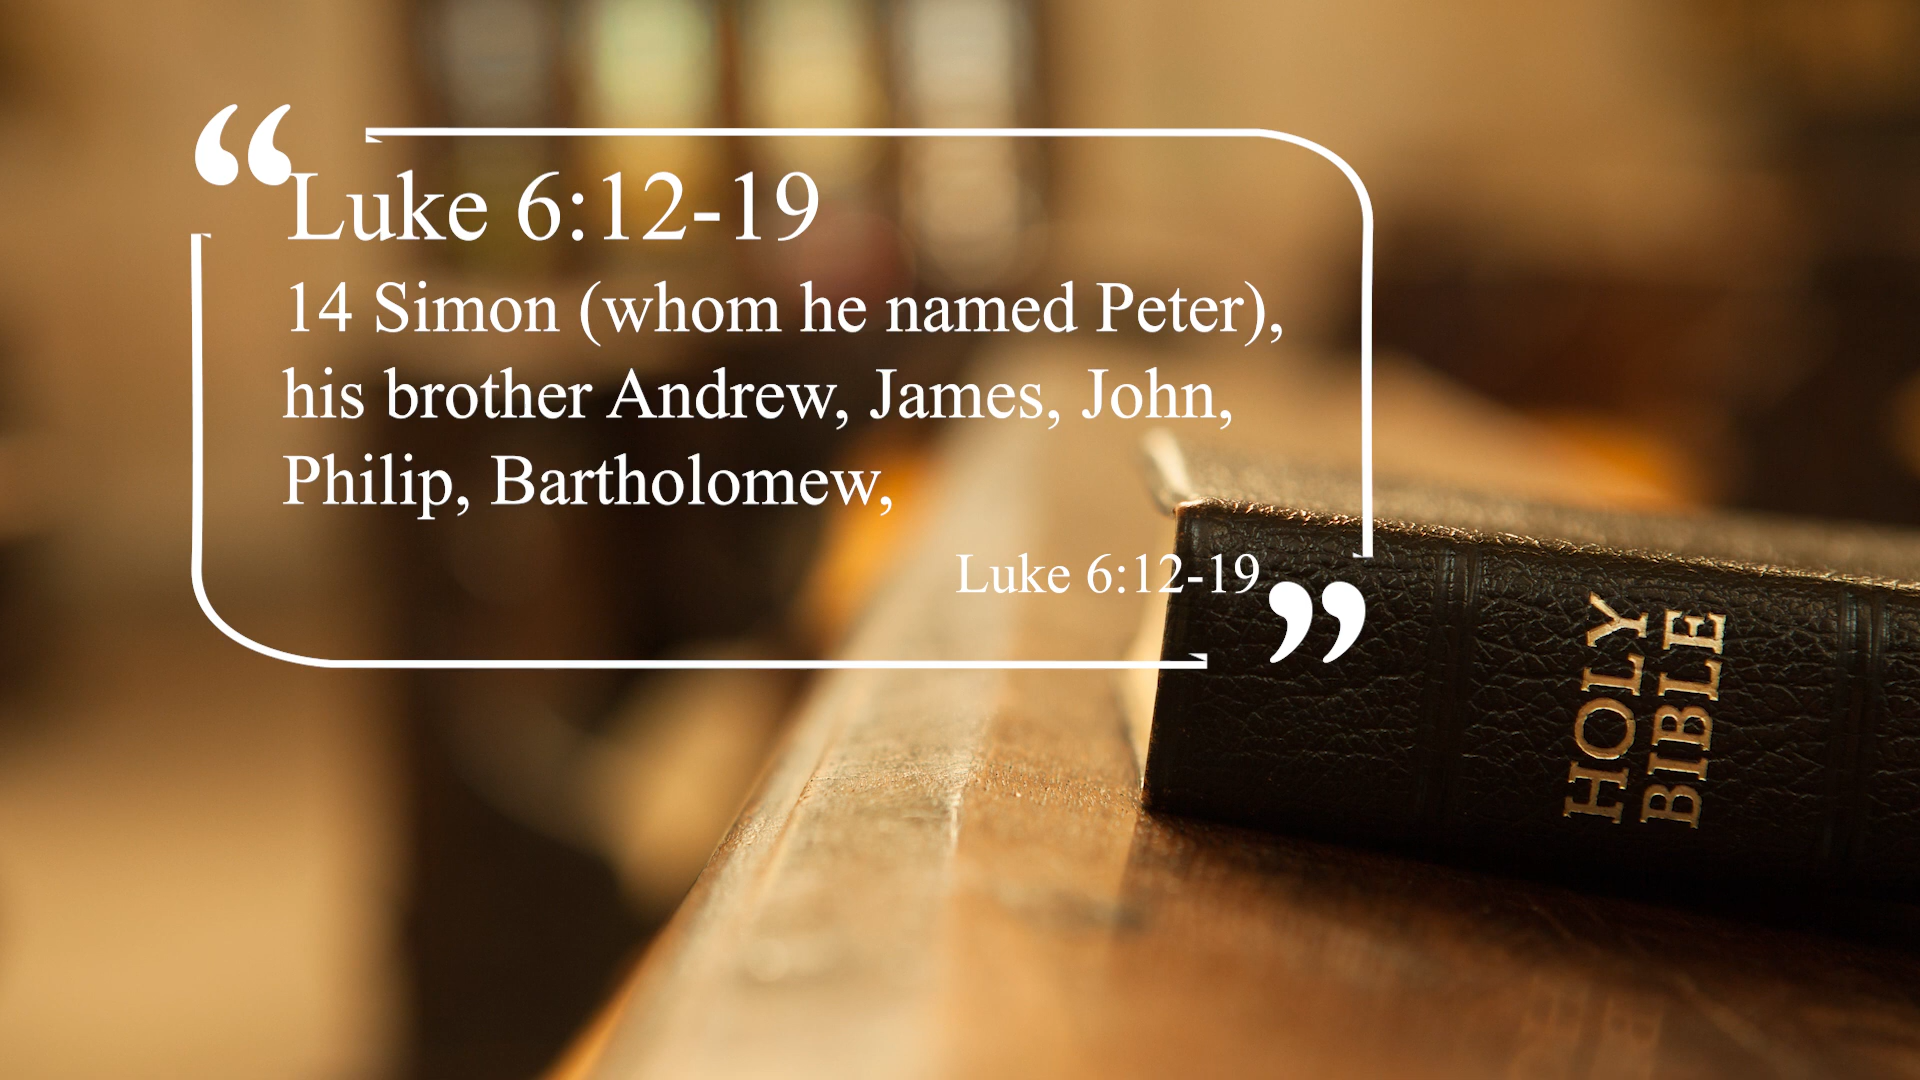 “
Luke 6:12-19
14 Simon (whom he named Peter),
his brother Andrew, James, John,
Philip, Bartholomew,
Luke 6:12-19
”
HOLY
BIBLE